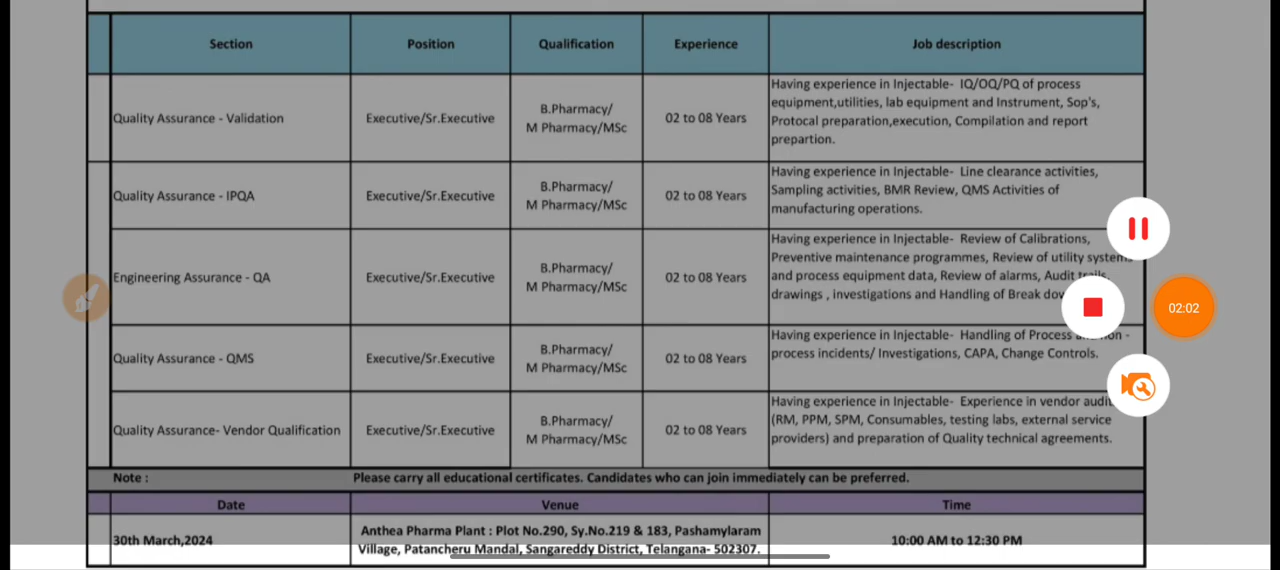 Section Position Qualification Experience Job description
Quality Assurance - Validation Executive/Sr.Executive B.Pharmacy/
M Pharmacy/MSc 02 to 08 Years Having experience in Injectable- IQ/OQ/PQ of process
equipment,utilities, lab equipment and Instrument, Sop's,
Protocal preparation,execution, Compilation and report
prepartion.
Quality Assurance - IPQA Executive/Sr.Executive B.Pharmacy/
M Pharmacy/MSc 02 to 08 Years Having experience in Injectable- Line clearance activities,
Sampling activities, BMR Review, QMS Activities of
manufacturing operations.
Engineering Assurance - QA Executive/Sr.Executive B.Pharmacy/
M Pharmacy/MSc 02 to 08 Years Having experience in Injectable- Review of Calibrations,
Preventive maintenance programmes, Review of utility system
and process equipment data, Review of alarms, Audit trails,
drawings , investigations and Handling of Break
Quality Assurance - QMS Executive/Sr.Executive B.Pharmacy/
M Pharmacy/MSc 02 to 08 Years Having experience in Injectable- Handling of Process -
process incidents/ Investigations, CAPA, Change Controls.
Quality Assurance- Vendor Qualification Executive/Sr.Executive B.Pharmacy/
M Pharmacy/MSc 02 to 08 Years Having experience in Injectable- Experience in vendor audit
(RM, PPM, SPM, Consumables, testing labs, external service
providers) and preparation of Quality technical agreements.
Note : Please carry all educational certificates. Candidates who can join immediately can be preferred.
Date Venue Time
30th March,2024 Anthea Pharma Plant : Plot No.290, Sy.No.219 & 183, Pashamylaram
Village, Patancheru Mandal, Sangareddy District, Telangana- 502307. 10:00 AM to 12:30 PM
02:02